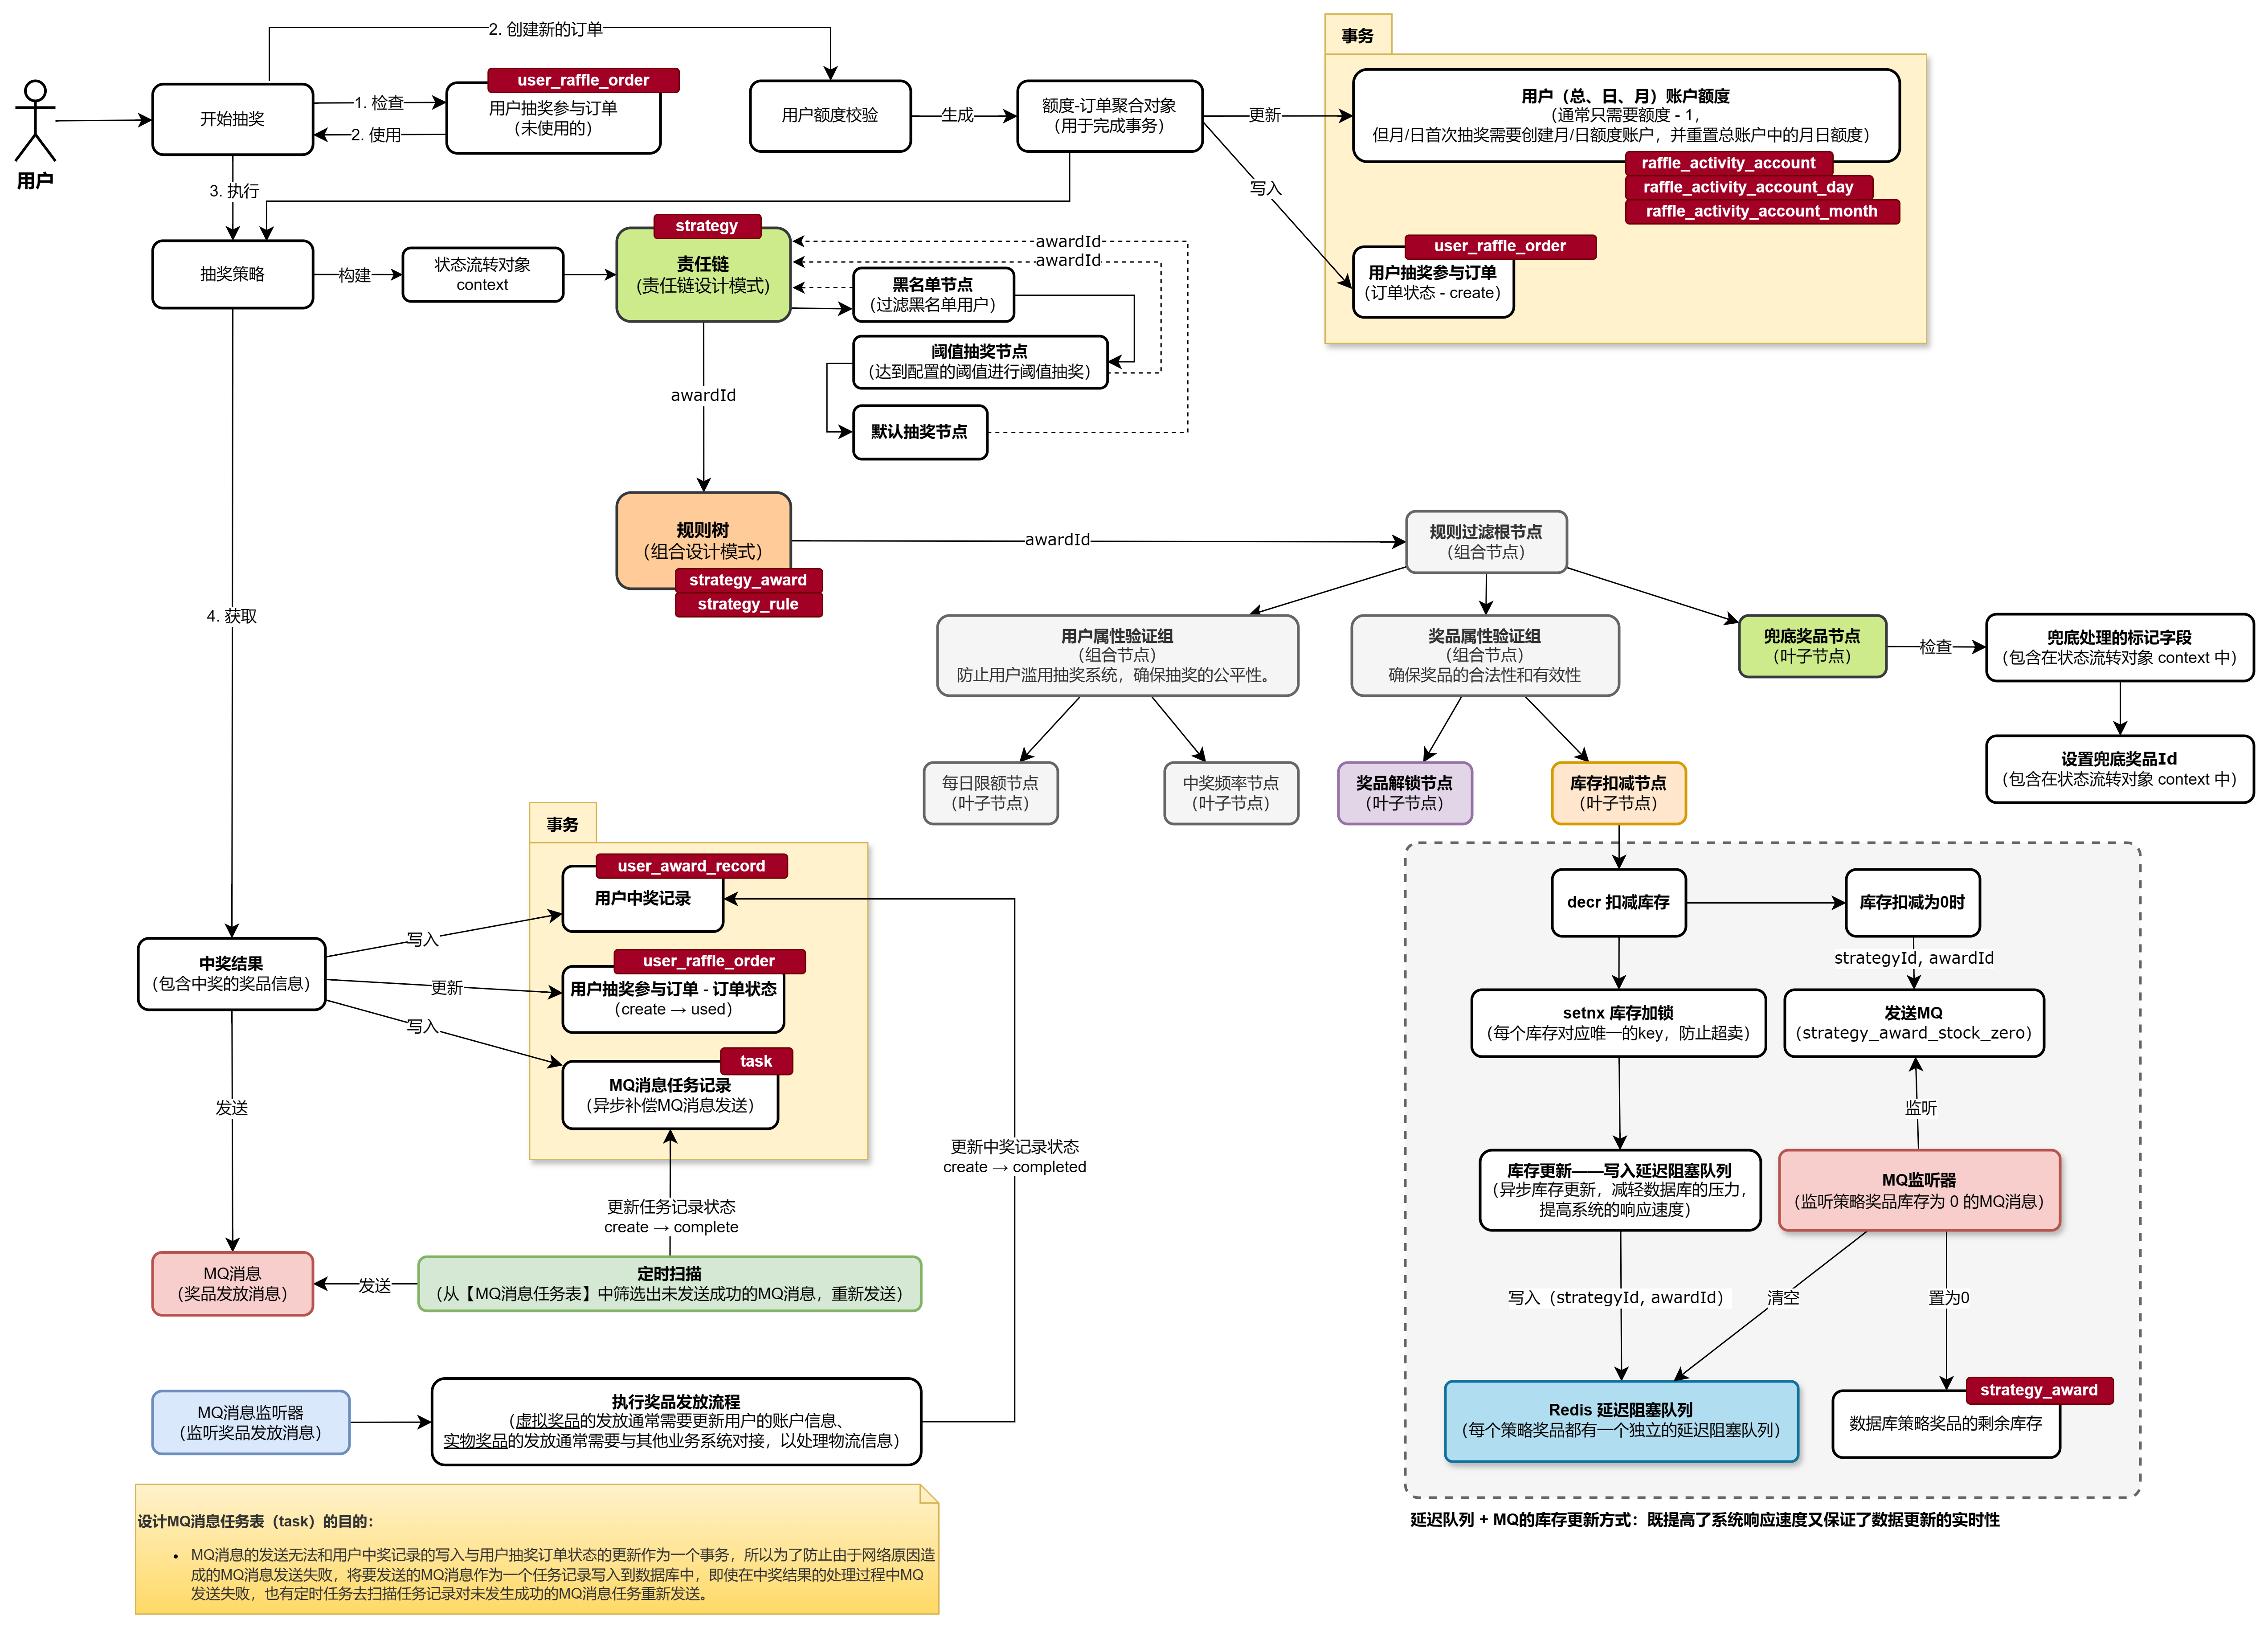 2. 创建新的订单
事务
user_raffle_order
用户
开始抽奖
1. 检查
2. 使用
用户抽奖参与订单
（未使用的）
用户额度校验
生成
额度-订单聚合对象
（用于完成事务）
更新
写入
用户（总、日、月）账户额度
（通常只需要额度 - 1，
但月/日首次抽奖需要创建月/日额度账户，并重置总账户中的月日额度）
raffle_activity_account
raffle_activity_account_day
raffle_activity_account_month
user_raffle_order
用户抽奖参与订单
（订单状态 - create）
3. 执行
抽奖策略
构建
状态流转对象
context
strategy
责任链
（责任链设计模式）
awardId
awardId
黑名单节点
（过滤黑名单用户）
阈值抽奖节点
（达到配置的阈值进行阈值抽奖）
默认抽奖节点
awardId
规则树
（组合设计模式）
strategy_award
strategy_rule
awardId
规则过滤根节点
（组合节点）
用户属性验证组
（组合节点）
防止用户滥用抽奖系统，确保抽奖的公平性。
奖品属性验证组
（组合节点）
确保奖品的合法性和有效性
兜底奖品节点
（叶子节点）
检查
兜底处理的标记字段
（包含在状态流转对象 context 中）
设置兜底奖品Id
（包含在状态流转对象 context 中）
每日限额节点
（叶子节点）
中奖频率节点
（叶子节点）
奖品解锁节点
（叶子节点）
库存扣减节点
（叶子节点）
4. 获取
事务
user_award_record
用户中奖记录
user_raffle_order
用户抽奖参与订单 - 订单状态
（create → used）
task
MQ消息任务记录
（异步补偿MQ消息发送）
中奖结果
（包含中奖的奖品信息）
写入
更新
写入
发送
更新任务记录状态
create → complete
更新中奖记录状态
create → completed
MQ消息
（奖品发放消息）
发送
定时扫描
（从【MQ消息任务表】中筛选出未发送成功的MQ消息，重新发送）
MQ消息监听器
（监听奖品发放消息）
执行奖品发放流程
（虚拟奖品的发放通常需要更新用户的账户信息、
实物奖品的发放通常需要与其他业务系统对接，以处理物流信息）
decr 扣减库存
库存扣减为0时
strategyId, awardId
setnx 库存加锁
（每个库存对应唯一的key，防止超卖）
发送MQ
（strategy_award_stock_zero）
监听
库存更新——写入延迟阻塞队列
（异步库存更新，减轻数据库的压力，
提高系统的响应速度）
MQ监听器
（监听策略奖品库存为 0 的MQ消息）
写入（strategyId, awardId）
清空
置为0
Redis 延迟阻塞队列
（每个策略奖品都有一个独立的延迟阻塞队列）
strategy_award
数据库策略奖品的剩余库存
延迟队列 + MQ的库存更新方式：既提高了系统响应速度又保证了数据更新的实时性
设计MQ消息任务表（task）的目的：
• MQ消息的发送无法和用户中奖记录的写入与用户抽奖订单状态的更新作为一个事务，所以为了防止由于网络原因造
成的MQ消息发送失败，将要发送的MQ消息作为一个任务记录写入到数据库中，即使在中奖结果的处理过程中MQ
发送失败，也有定时任务去扫描任务记录对未发生成功的MQ消息任务重新发送。